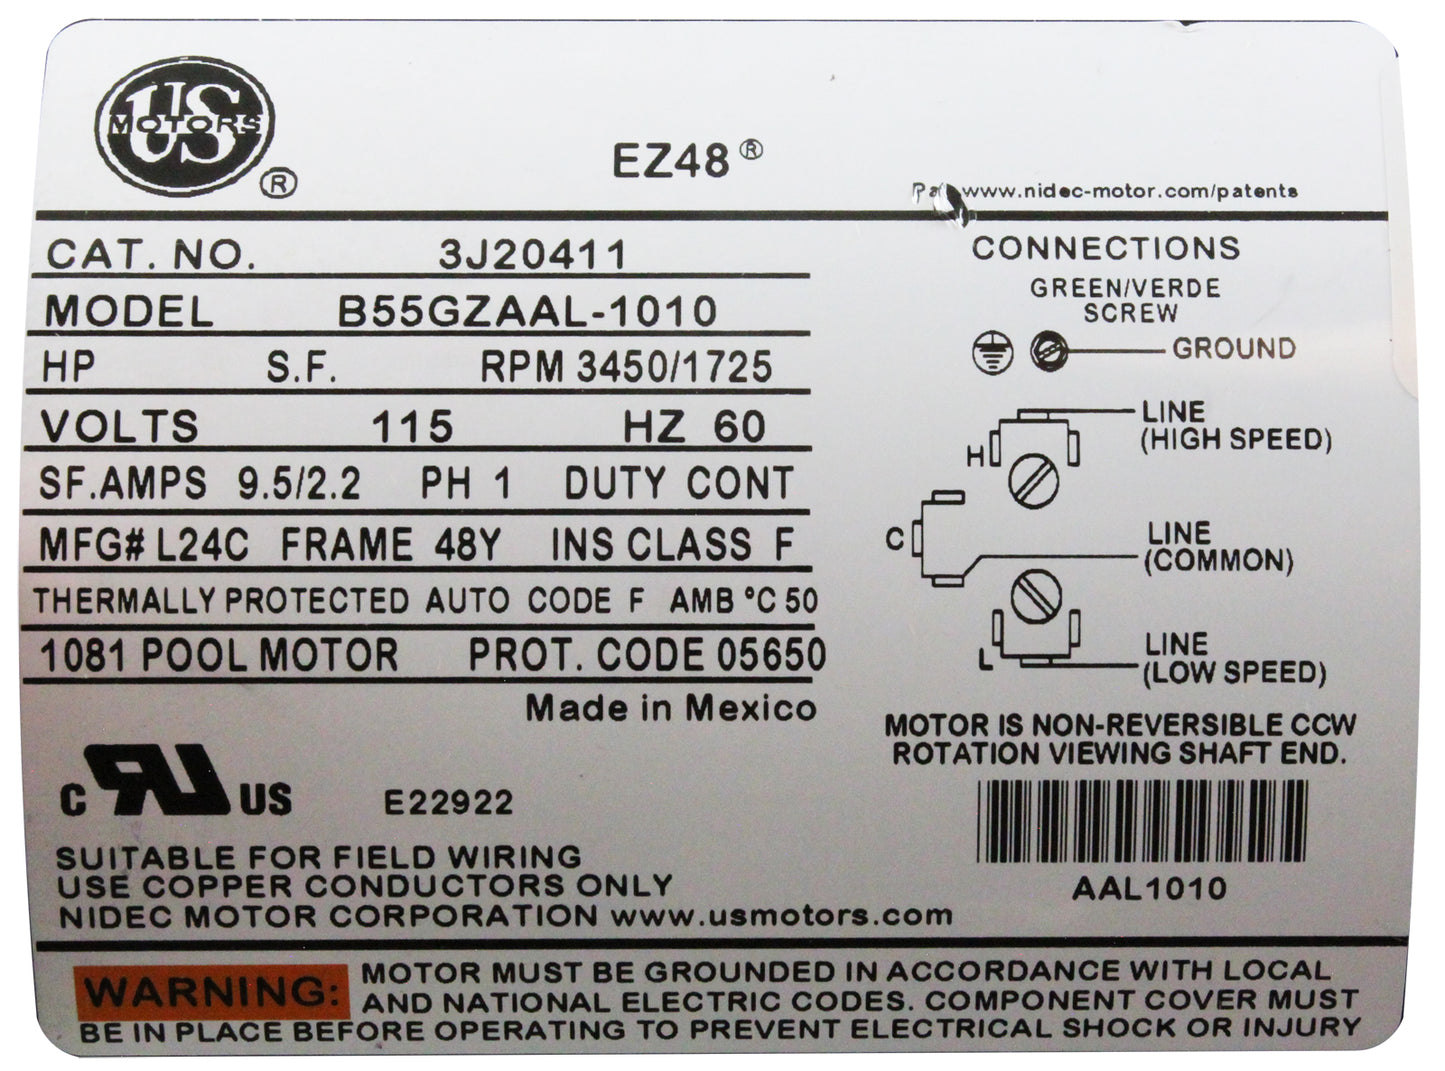 US
MOTORS
®
EZ48®
www.nidec-motor.com/patents
CAT. NO. 3J20411
MODEL B55GZAAL-1010
HP S.F. RPM 3450/1725
VOLTS 115 HZ 60
SF.AMPS 9.5/2.2 PH 1 DUTY CONT
MFG# L24C FRAME 48Y INS CLASS F
THERMALLY PROTECTED AUTO CODE F AMB °C 50
1081 POOL MOTOR PROT. CODE 05650
Made in Mexico
CONNECTIONS
GREEN/VERDE
SCREW
GROUND
LINE
(HIGH SPEED)
H
C
LINE
(COMMON)
L
LINE
(LOW SPEED)
MOTOR IS NON-REVERSIBLE CCW
ROTATION VIEWING SHAFT END.
AAL1010
C RU US E22922
SUITABLE FOR FIELD WIRING
USE COPPER CONDUCTORS ONLY
NIDEC MOTOR CORPORATION www.usmotors.com
WARNING: MOTOR MUST BE GROUNDED IN ACCORDANCE WITH LOCAL
AND NATIONAL ELECTRIC CODES. COMPONENT COVER MUST
BE IN PLACE BEFORE OPERATING TO PREVENT ELECTRICAL SHOCK OR INJURY